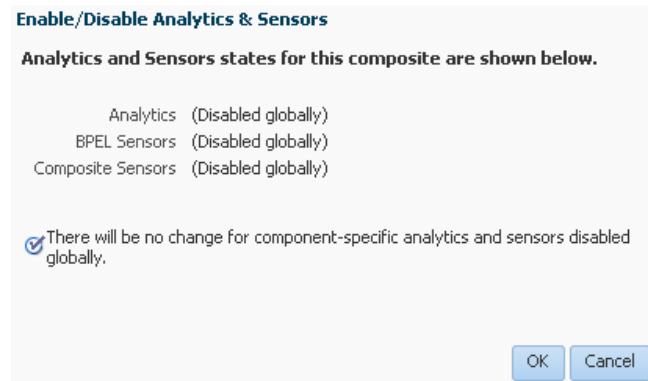 Enable/Disable Analytics & Sensors
Analytics and Sensors states for this composite are shown below.
Analytics (Disabled globally)
BPEL Sensors (Disabled globally)
Composite Sensors (Disabled globally)
There will be no change for component-specific analytics and sensors disabled
globally.
OK Cancel